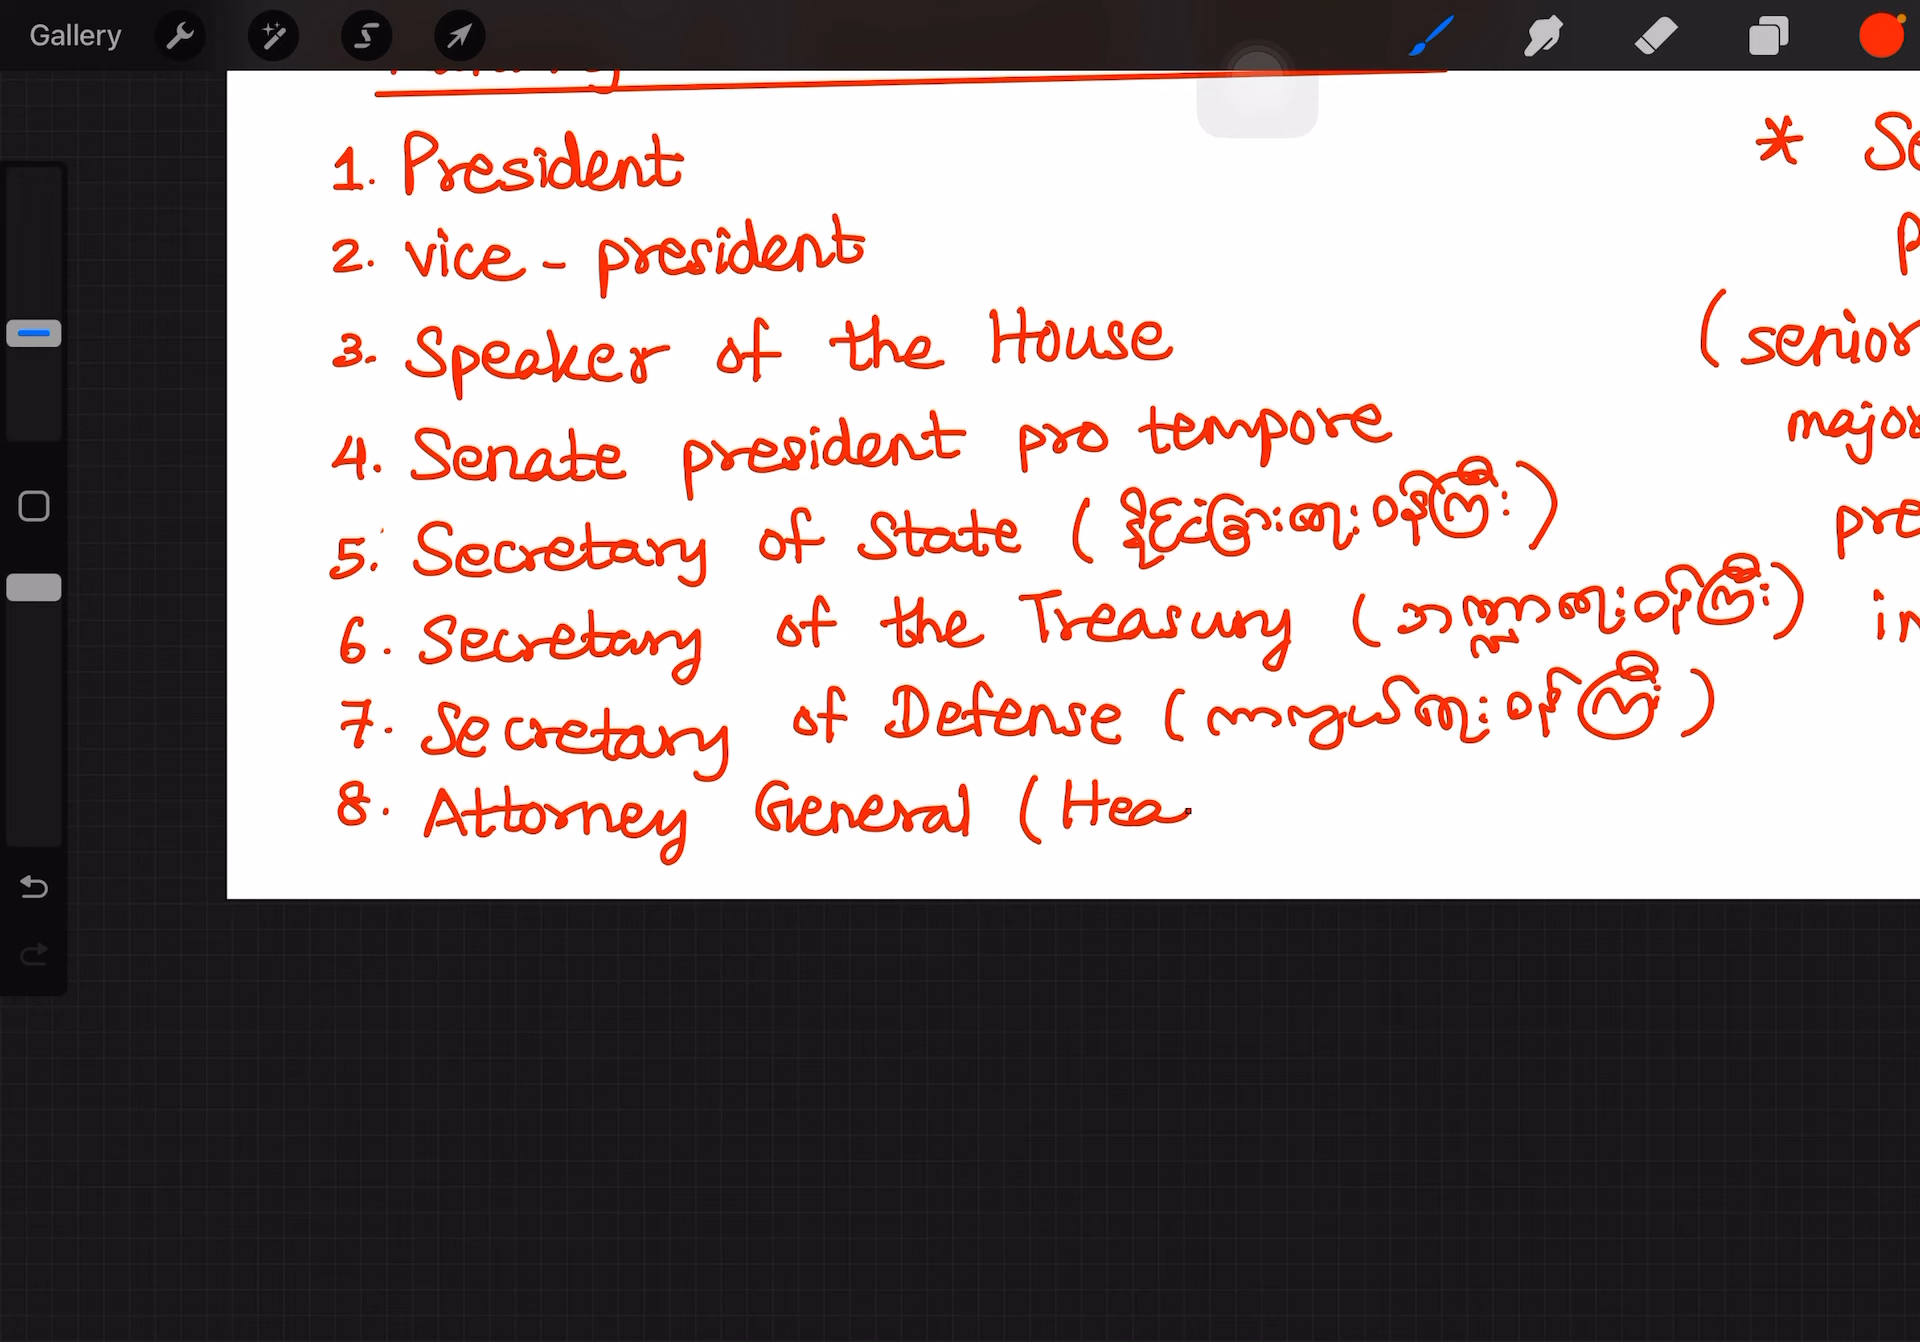 Gallery
1. President
2. vice - president
3. Speaker of the House
4. Senate president pro tempore
5. Secretary of State (နိုင်ငံခြားရေးဝန်ကြီး)
6. Secretary of the Treasury (ဘဏ္ဍာရေးဝန်ကြီး)
7. Secretary of Defense (ကာကွယ်ရေးဝန်ကြီး)
8. Attorney General (Hea
* Se
p
(senior
major
pre
in